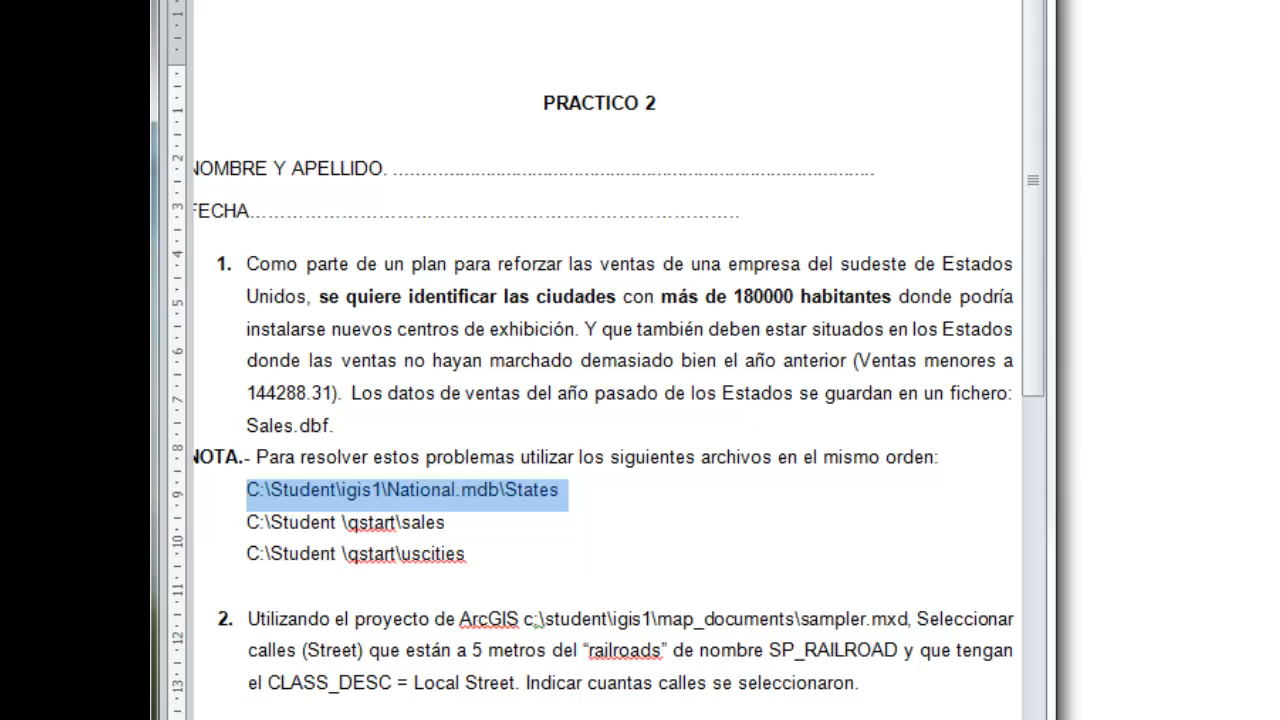 PRACTICO 2
NOMBRE Y APELLIDO. ................................................................................................
FECHA……………………………………………………………………..
1. Como parte de un plan para reforzar las ventas de una empresa del sudeste de Estados
Unidos, se quiere identificar las ciudades con más de 180000 habitantes donde podría
instalarse nuevos centros de exhibición. Y que también deben estar situados en los Estados
donde las ventas no hayan marchado demasiado bien el año anterior (Ventas menores a
144288.31). Los datos de ventas del año pasado de los Estados se guardan en un fichero:
Sales.dbf.
NOTA.- Para resolver estos problemas utilizar los siguientes archivos en el mismo orden:
C:\Student\igis1\National.mdb\States
C:\Student \qstart\sales
C:\Student \qstart\uscities
2. Utilizando el proyecto de ArcGIS c:\student\igis1\map_documents\sampler.mxd, Seleccionar
calles (Street) que están a 5 metros del “railroads” de nombre SP_RAILROAD y que tengan
el CLASS_DESC = Local Street. Indicar cuantas calles se seleccionaron.